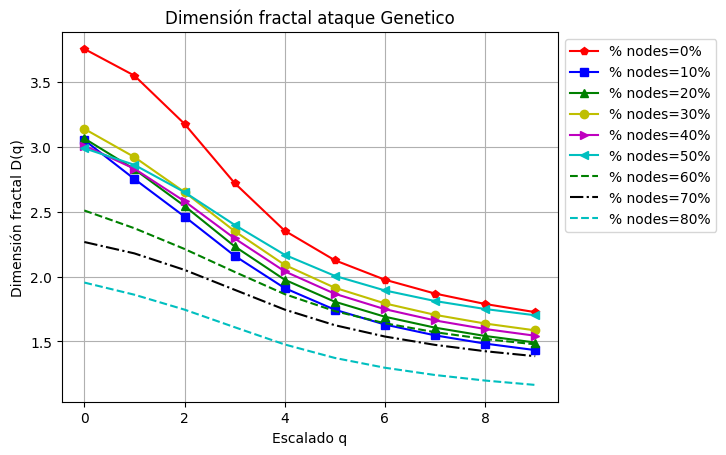 Dimensión fractal ataque Genetico
Dimensión fractal D(q)
3.5
3.0
2.5
2.0
1.5
0
2
4
6
8
Escalado q
% nodes=0%
% nodes=10%
% nodes=20%
% nodes=30%
% nodes=40%
% nodes=50%
% nodes=60%
% nodes=70%
% nodes=80%